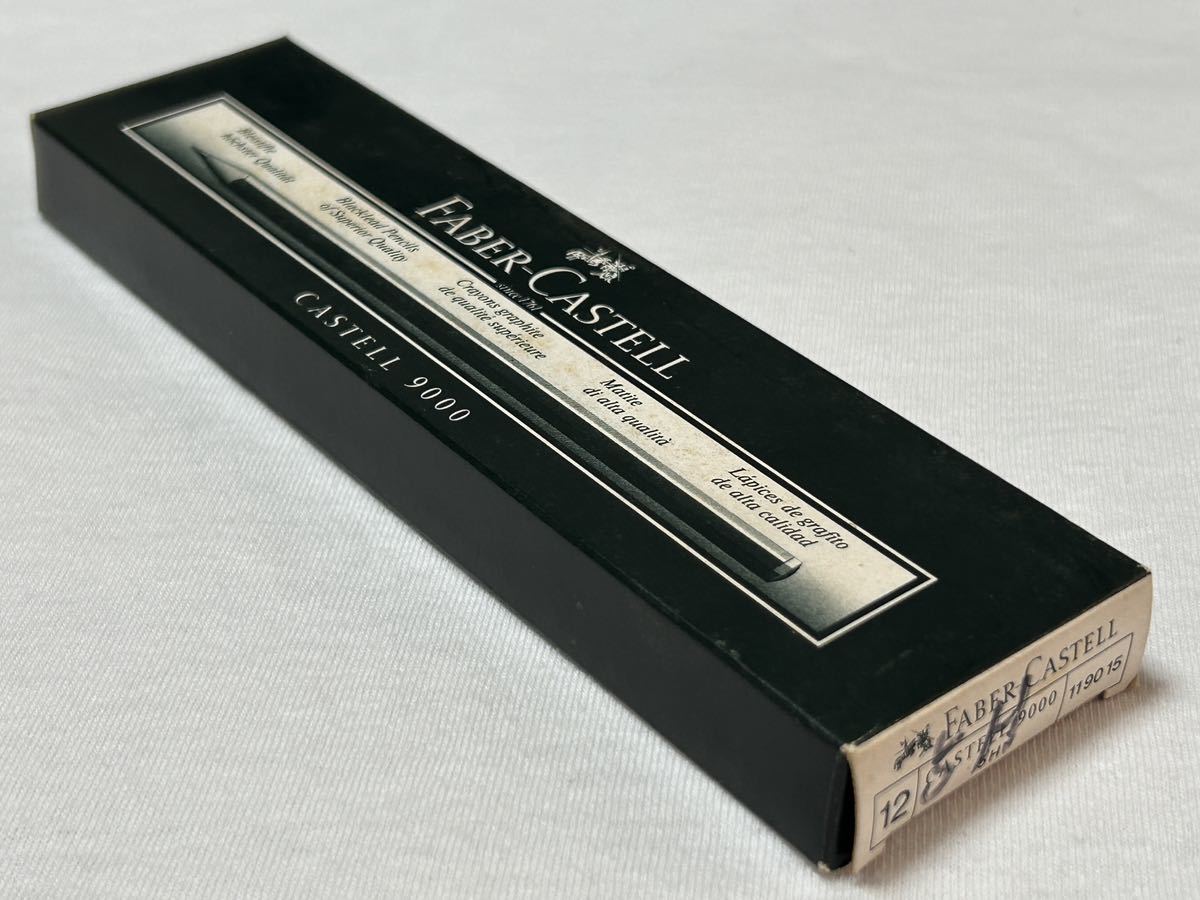 FABER-CASTELL
since 1761
Bleistifte
höchster Qualität
Blacklead Pencils
of Superior Quality
Crayons graphite
de qualité supérieure
Matite
di alta qualità
Lápices de grafito
de alta calidad
CASTELL 9000
FABER-CASTELL
12
CASTELL 9000
119015
5H